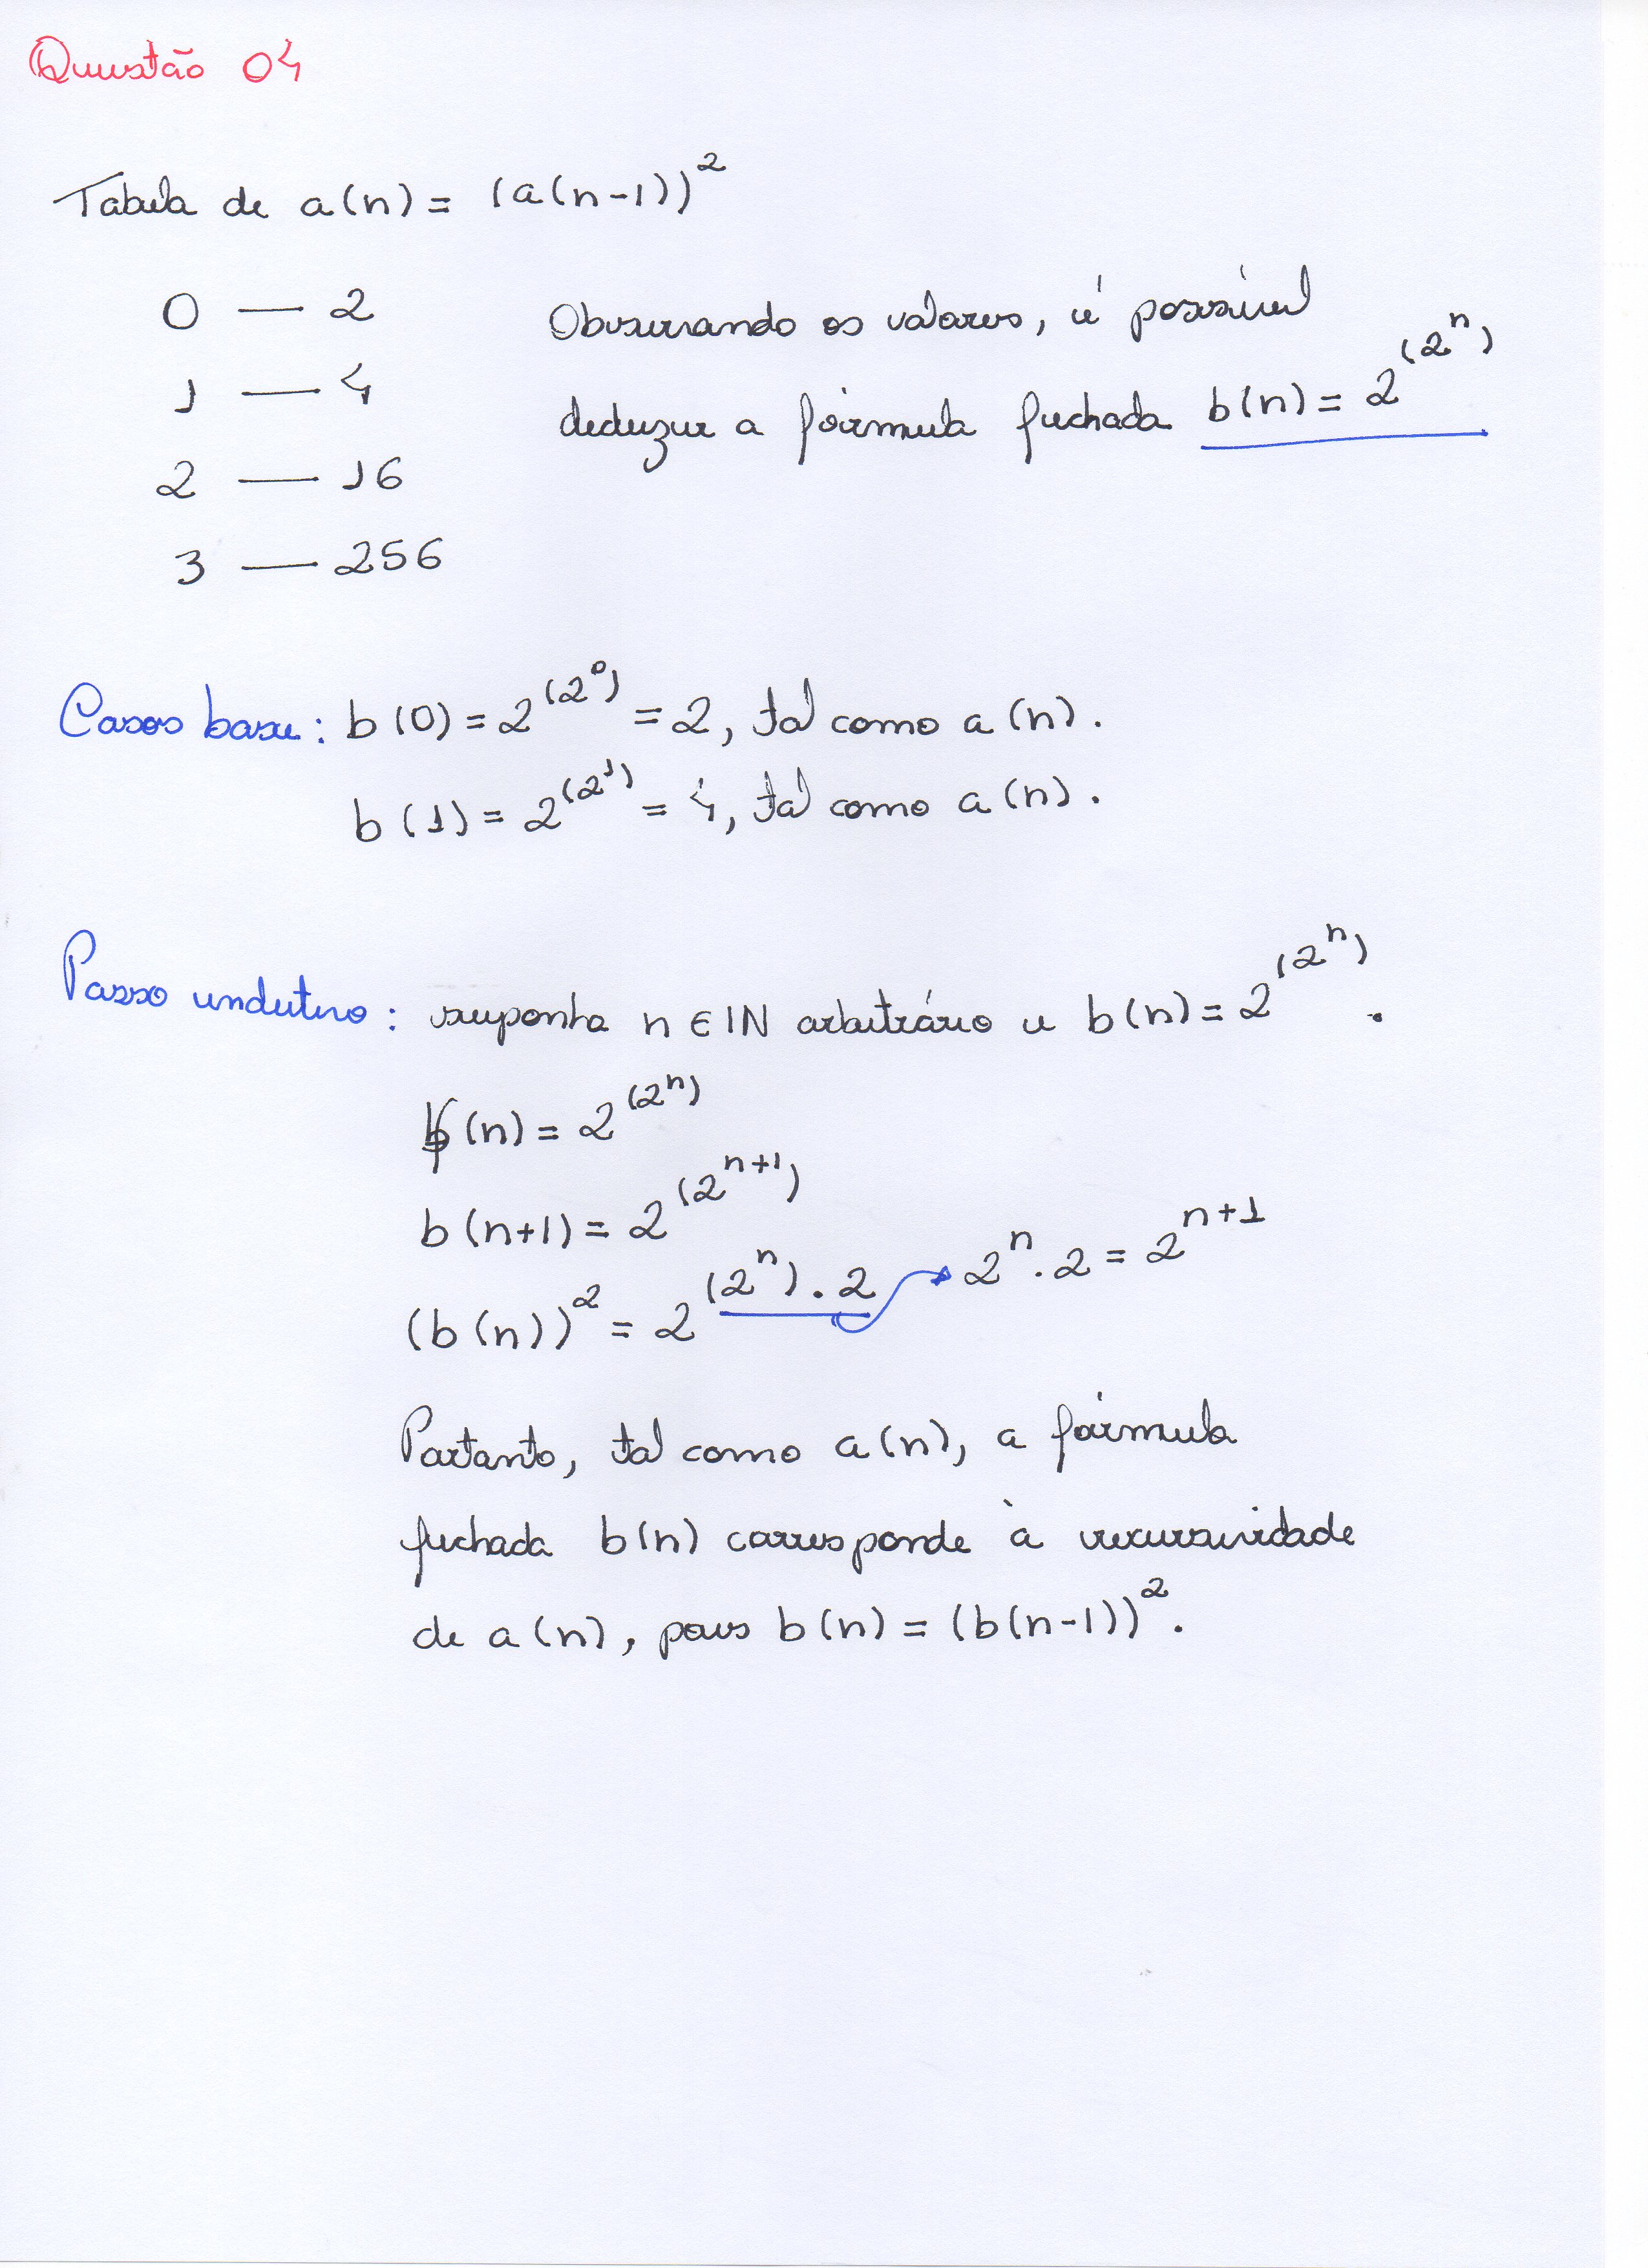 Questão 04
Tabela de a(n) = (a(n-1))²
0 — 2
1 — 4
2 — 16
3 — 256
Observando os valores, é possível
deduzir a fórmula fechada b(n) = 2^(2^n)
Casos base: b(0) = 2^(2^0) = 2, tal como a(n).
b(1) = 2^(2^1) = 4, tal como a(n).
Passo indutivo: suponha n ∈ IN arbitrário e b(n) = 2^(2^n).
b(n) = 2^(2^n)
b(n+1) = 2^(2^(n+1))
(b(n))² = 2^((2^n) . 2) → 2^n . 2 = 2^(n+1)
Portanto, tal como a(n), a fórmula
fechada b(n) corresponde à recursividade
de a(n), pois b(n) = (b(n-1))².